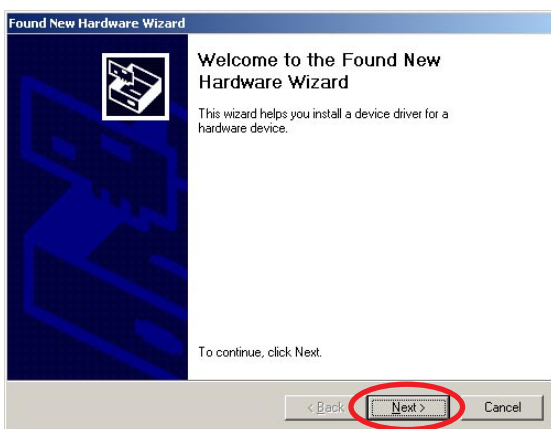 Found New Hardware Wizard
Welcome to the Found New
Hardware Wizard
This wizard helps you install a device driver for a
hardware device.
To continue, click Next.
< Back Next > Cancel